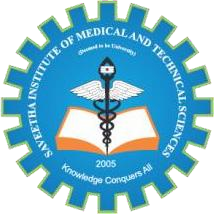 SAVEETHA INSTITUTE OF MEDICAL AND TECHNICAL SCIENCES
(Deemed to be University)
2005
Knowledge Conquers All